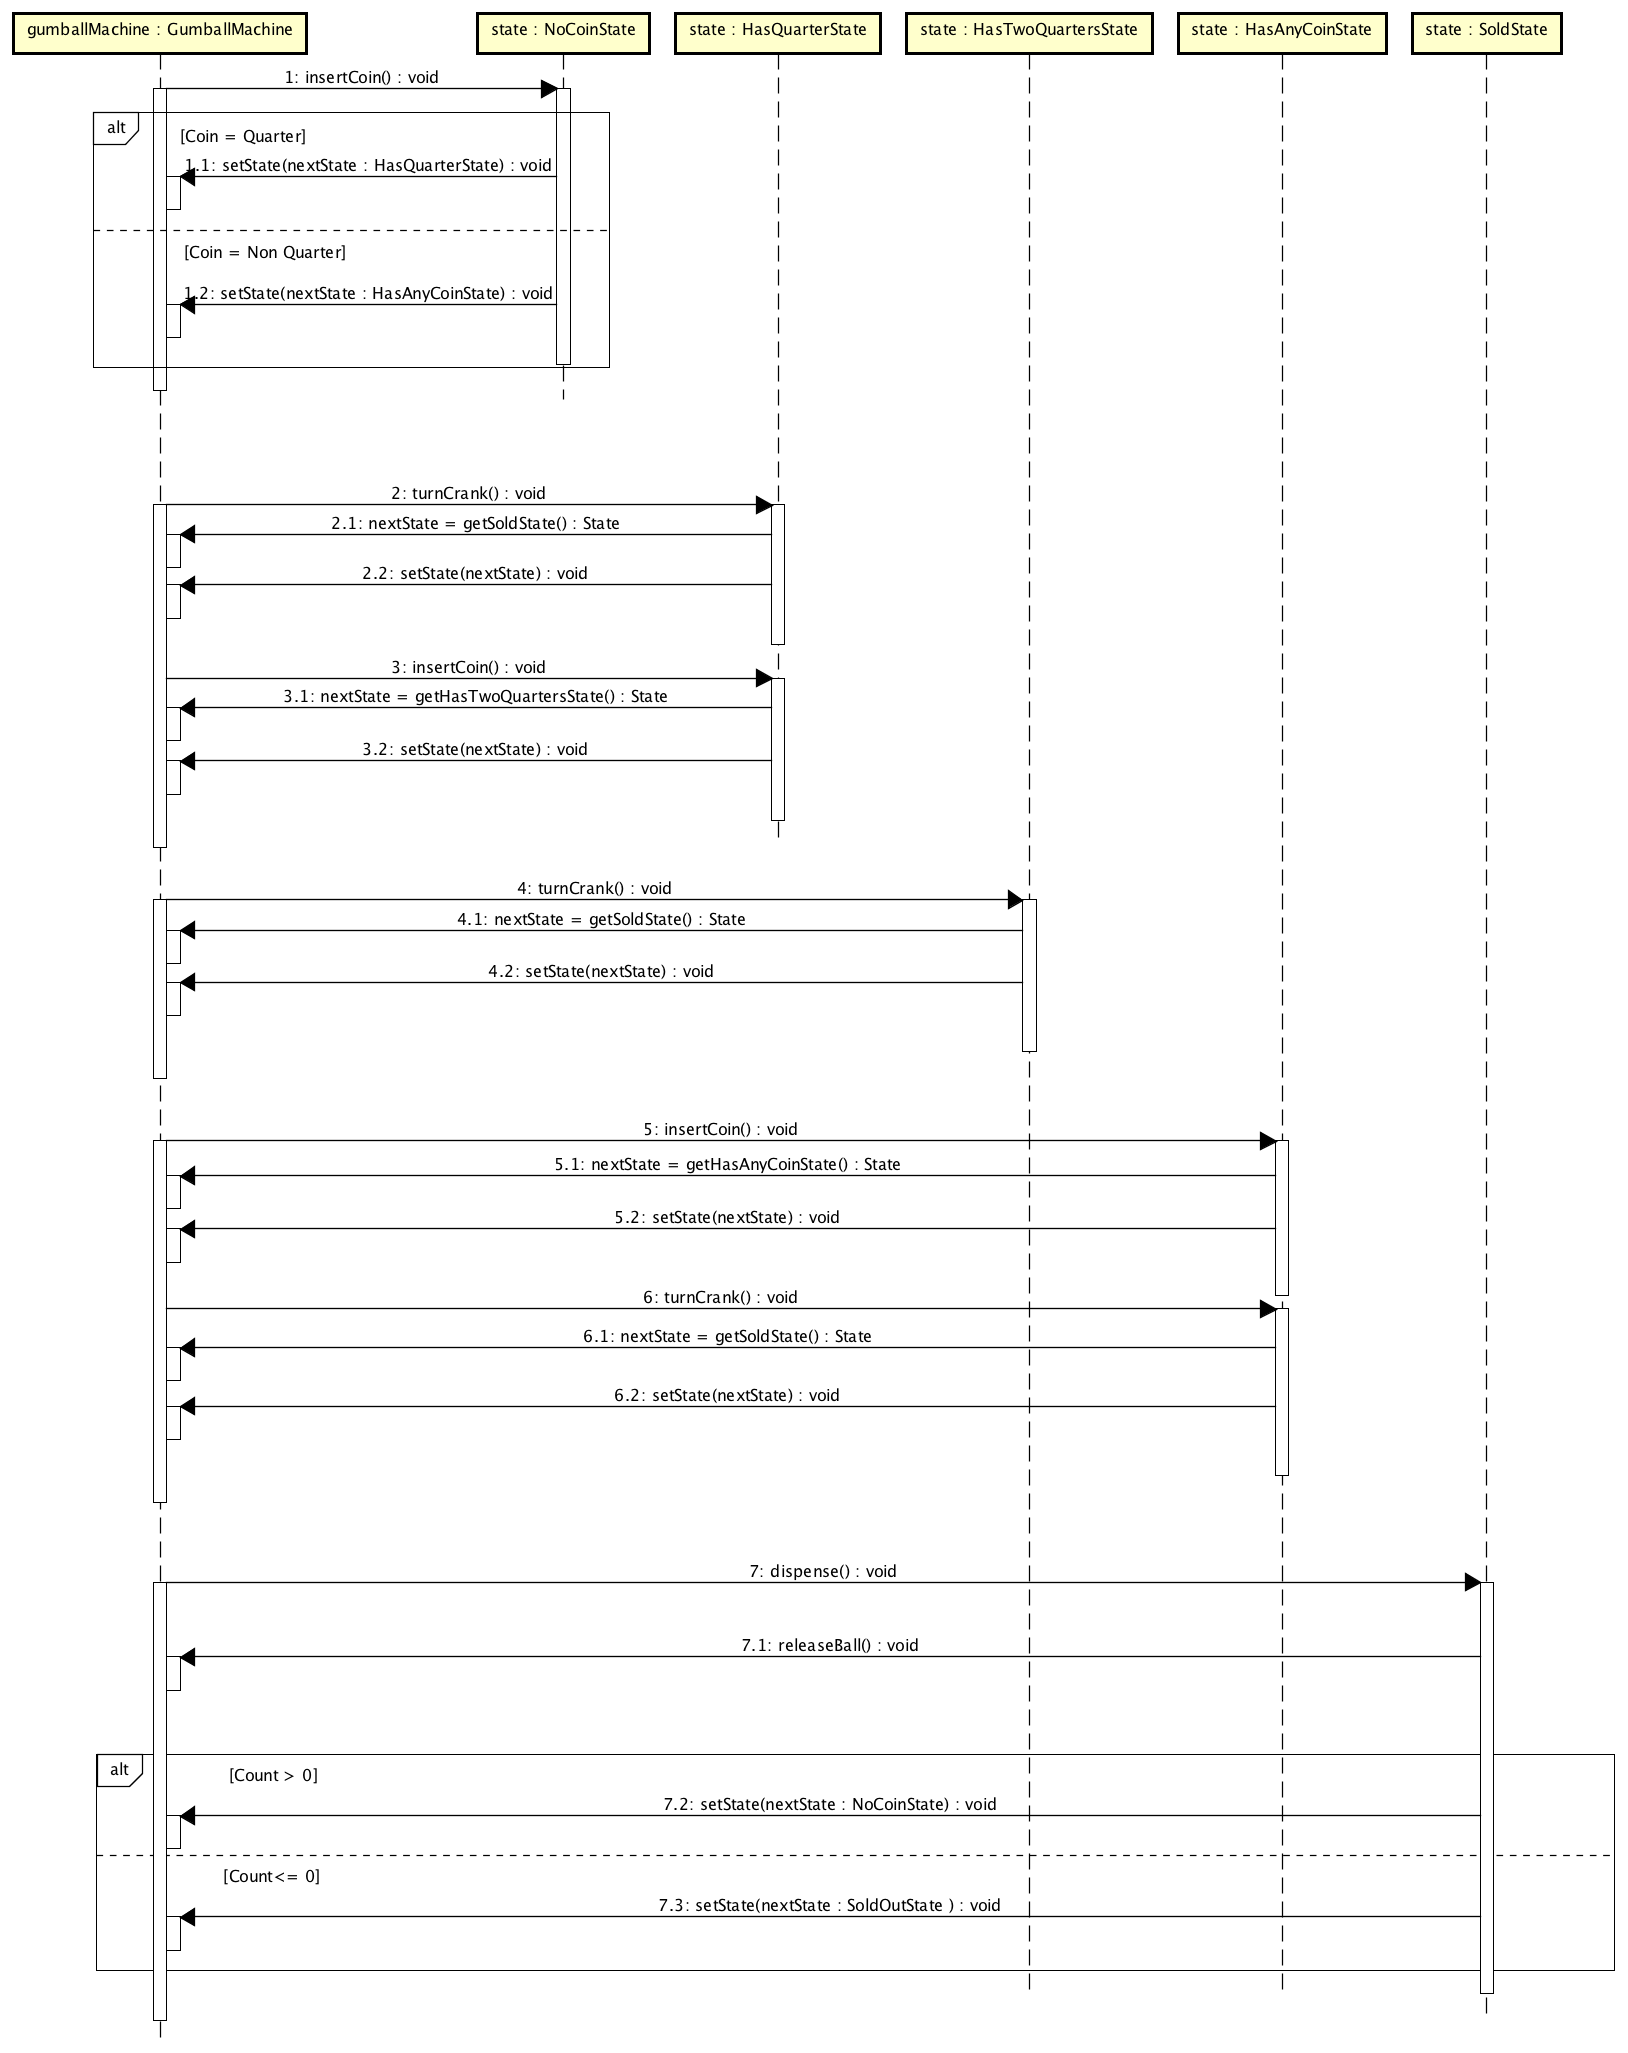 gumballMachine : GumballMachine
state : NoCoinState
state : HasQuarterState
state : HasTwoQuartersState
state : HasAnyCoinState
state : SoldState
1: insertCoin() : void
alt
[Coin = Quarter]
1.1: setState(nextState : HasQuarterState) : void
[Coin = Non Quarter]
1.2: setState(nextState : HasAnyCoinState) : void
2: turnCrank() : void
2.1: nextState = getSoldState() : State
2.2: setState(nextState) : void
3: insertCoin() : void
3.1: nextState = getHasTwoQuartersState() : State
3.2: setState(nextState) : void
4: turnCrank() : void
4.1: nextState = getSoldState() : State
4.2: setState(nextState) : void
5: insertCoin() : void
5.1: nextState = getHasAnyCoinState() : State
5.2: setState(nextState) : void
6: turnCrank() : void
6.1: nextState = getSoldState() : State
6.2: setState(nextState) : void
7: dispense() : void
7.1: releaseBall() : void
alt
[Count > 0]
7.2: setState(nextState : NoCoinState) : void
[Count<= 0]
7.3: setState(nextState : SoldOutState ) : void